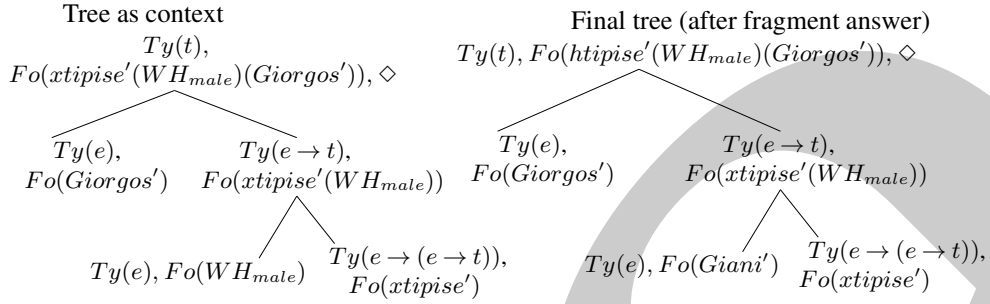 Tree as context
Ty(t),
Fo(xtipise′(WH_male)(Giorgos′)), ◇
Ty(e),
Fo(Giorgos′)
Ty(e → t),
Fo(xtipise′(WH_male))
Ty(e), Fo(WH_male)
Ty(e → (e → t)),
Fo(xtipise′)
Final tree (after fragment answer)
Ty(t), Fo(htipise′(WH_male)(Giorgos′)), ◇
Ty(e),
Fo(Giorgos′)
Ty(e → t),
Fo(xtipise′(WH_male))
Ty(e), Fo(Giani′)
Ty(e → (e → t)),
Fo(xtipise′)